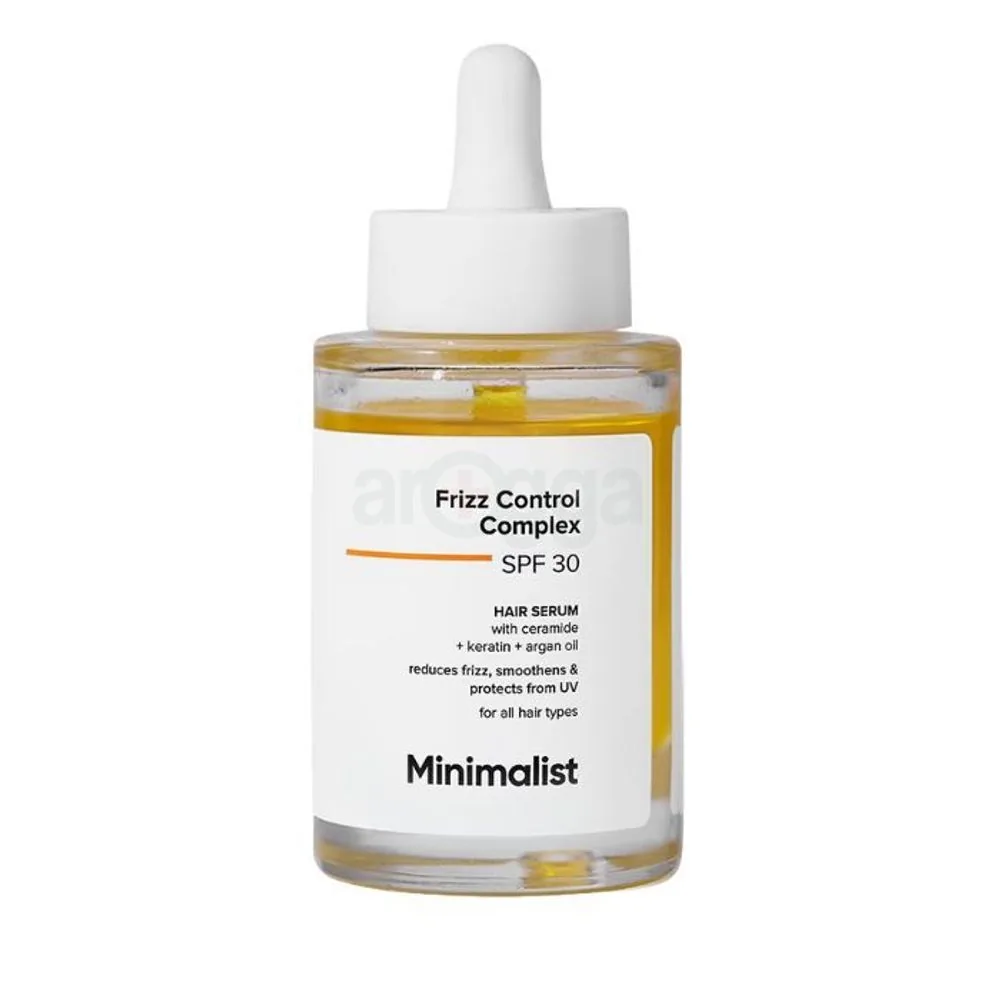 arogga
Frizz Control
Complex
SPF 30
HAIR SERUM
with ceramide
+ keratin + argan oil
reduces frizz, smoothens &
protects from UV
for all hair types
Minimalist